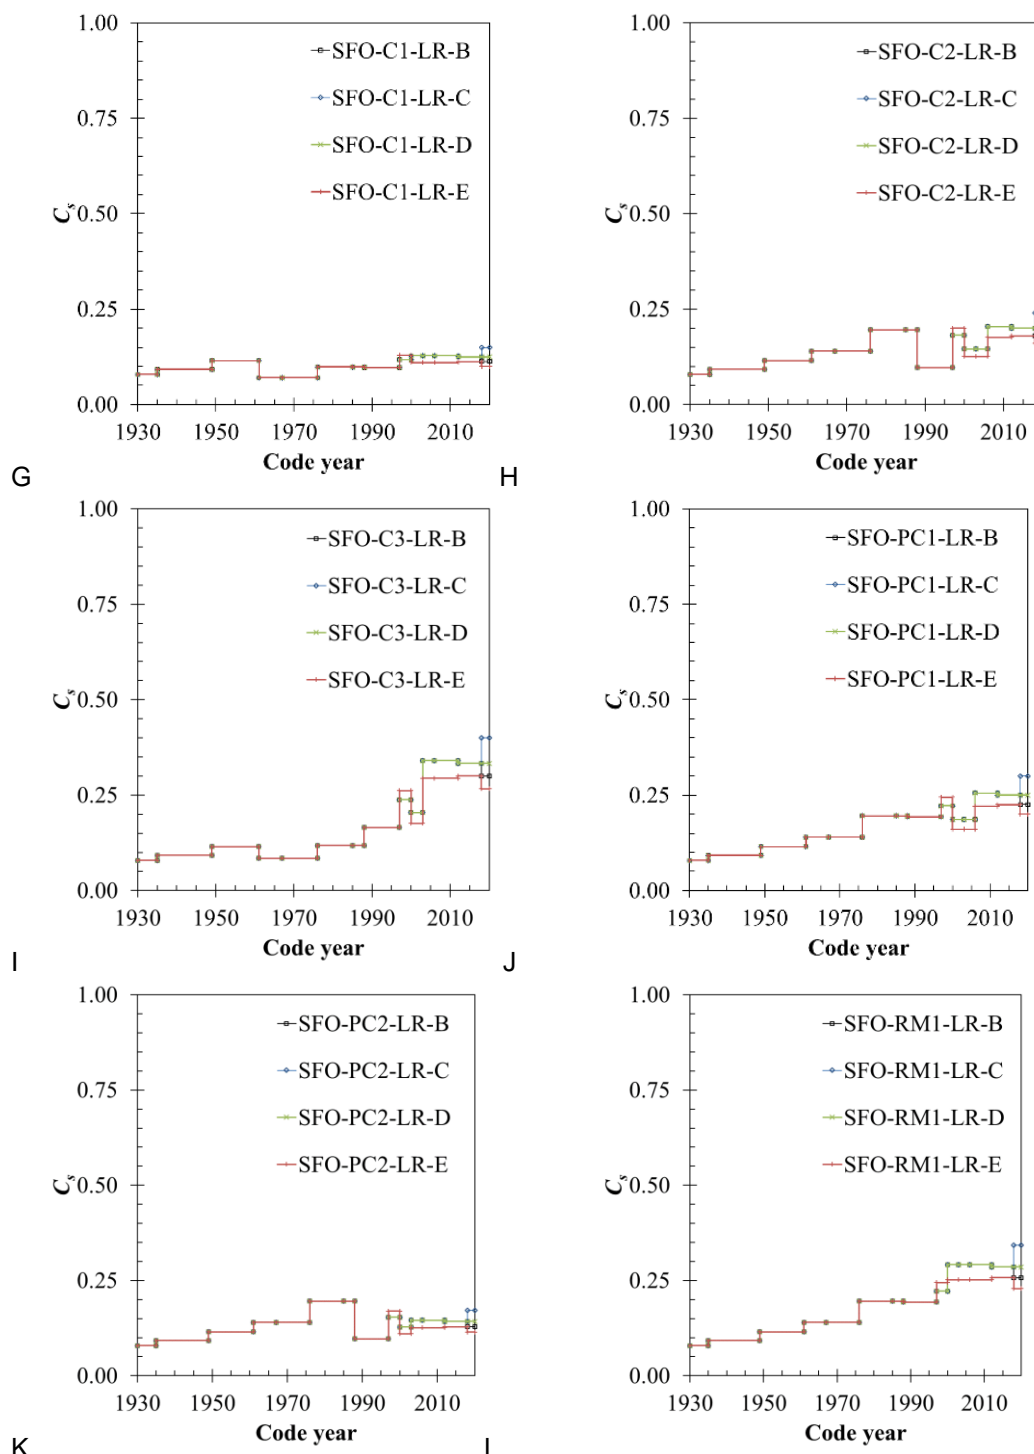 1.00
0.75
0.50
0.25
0.00
Cs
SFO-C1-LR-B
SFO-C1-LR-C
SFO-C1-LR-D
SFO-C1-LR-E
1930 1950 1970 1990 2010
Code year
G
1.00
0.75
0.50
0.25
0.00
Cs
SFO-C2-LR-B
SFO-C2-LR-C
SFO-C2-LR-D
SFO-C2-LR-E
1930 1950 1970 1990 2010
Code year
H
1.00
0.75
0.50
0.25
0.00
Cs
SFO-C3-LR-B
SFO-C3-LR-C
SFO-C3-LR-D
SFO-C3-LR-E
1930 1950 1970 1990 2010
Code year
I
1.00
0.75
0.50
0.25
0.00
Cs
SFO-PC1-LR-B
SFO-PC1-LR-C
SFO-PC1-LR-D
SFO-PC1-LR-E
1930 1950 1970 1990 2010
Code year
J
1.00
0.75
0.50
0.25
0.00
Cs
SFO-PC2-LR-B
SFO-PC2-LR-C
SFO-PC2-LR-D
SFO-PC2-LR-E
1930 1950 1970 1990 2010
Code year
K
1.00
0.75
0.50
0.25
0.00
Cs
SFO-RM1-LR-B
SFO-RM1-LR-C
SFO-RM1-LR-D
SFO-RM1-LR-E
1930 1950 1970 1990 2010
Code year